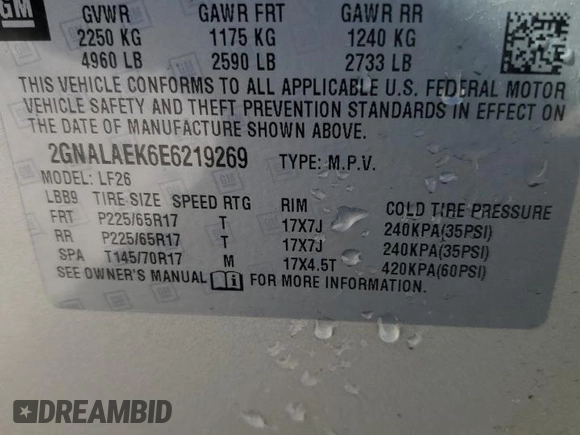 GM
GVWR GAWR FRT GAWR RR
2250 KG 1175 KG 1240 KG
4960 LB 2590 LB 2733 LB
THIS VEHICLE CONFORMS TO ALL APPLICABLE U.S. FEDERAL MOTOR
VEHICLE SAFETY AND THEFT PREVENTION STANDARDS IN EFFECT ON
THE DATE OF MANUFACTURE SHOWN ABOVE.
2GNALAEK6E6219269 TYPE: M.P.V.
MODEL: LF26
LBB9 TIRE SIZE SPEED RTG RIM COLD TIRE PRESSURE
FRT P225/65R17 T 17X7J 240KPA(35PSI)
RR P225/65R17 T 17X7J 240KPA(35PSI)
SPA T145/70R17 M 17X4.5T 420KPA(60PSI)
SEE OWNER'S MANUAL i FOR MORE INFORMATION.
DREAMBID